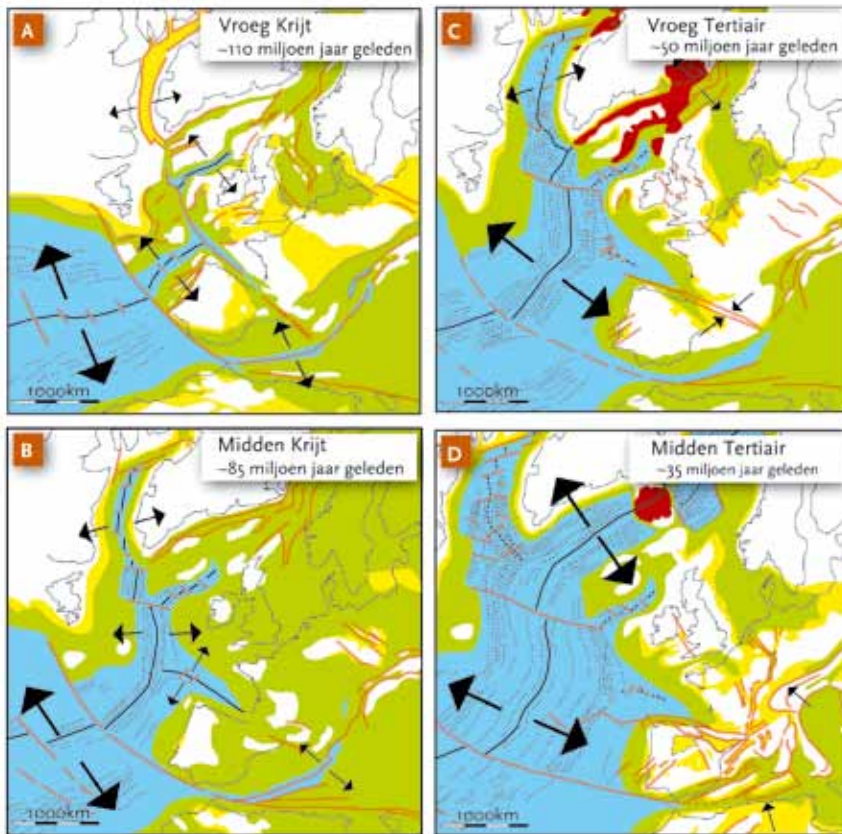 A
Vroeg Krijt
~110 miljoen jaar geleden
1000km
B
Midden Krijt
~85 miljoen jaar geleden
1000km
C
Vroeg Tertiair
~50 miljoen jaar geleden
1000km
D
Midden Tertiair
~35 miljoen jaar geleden
1000km